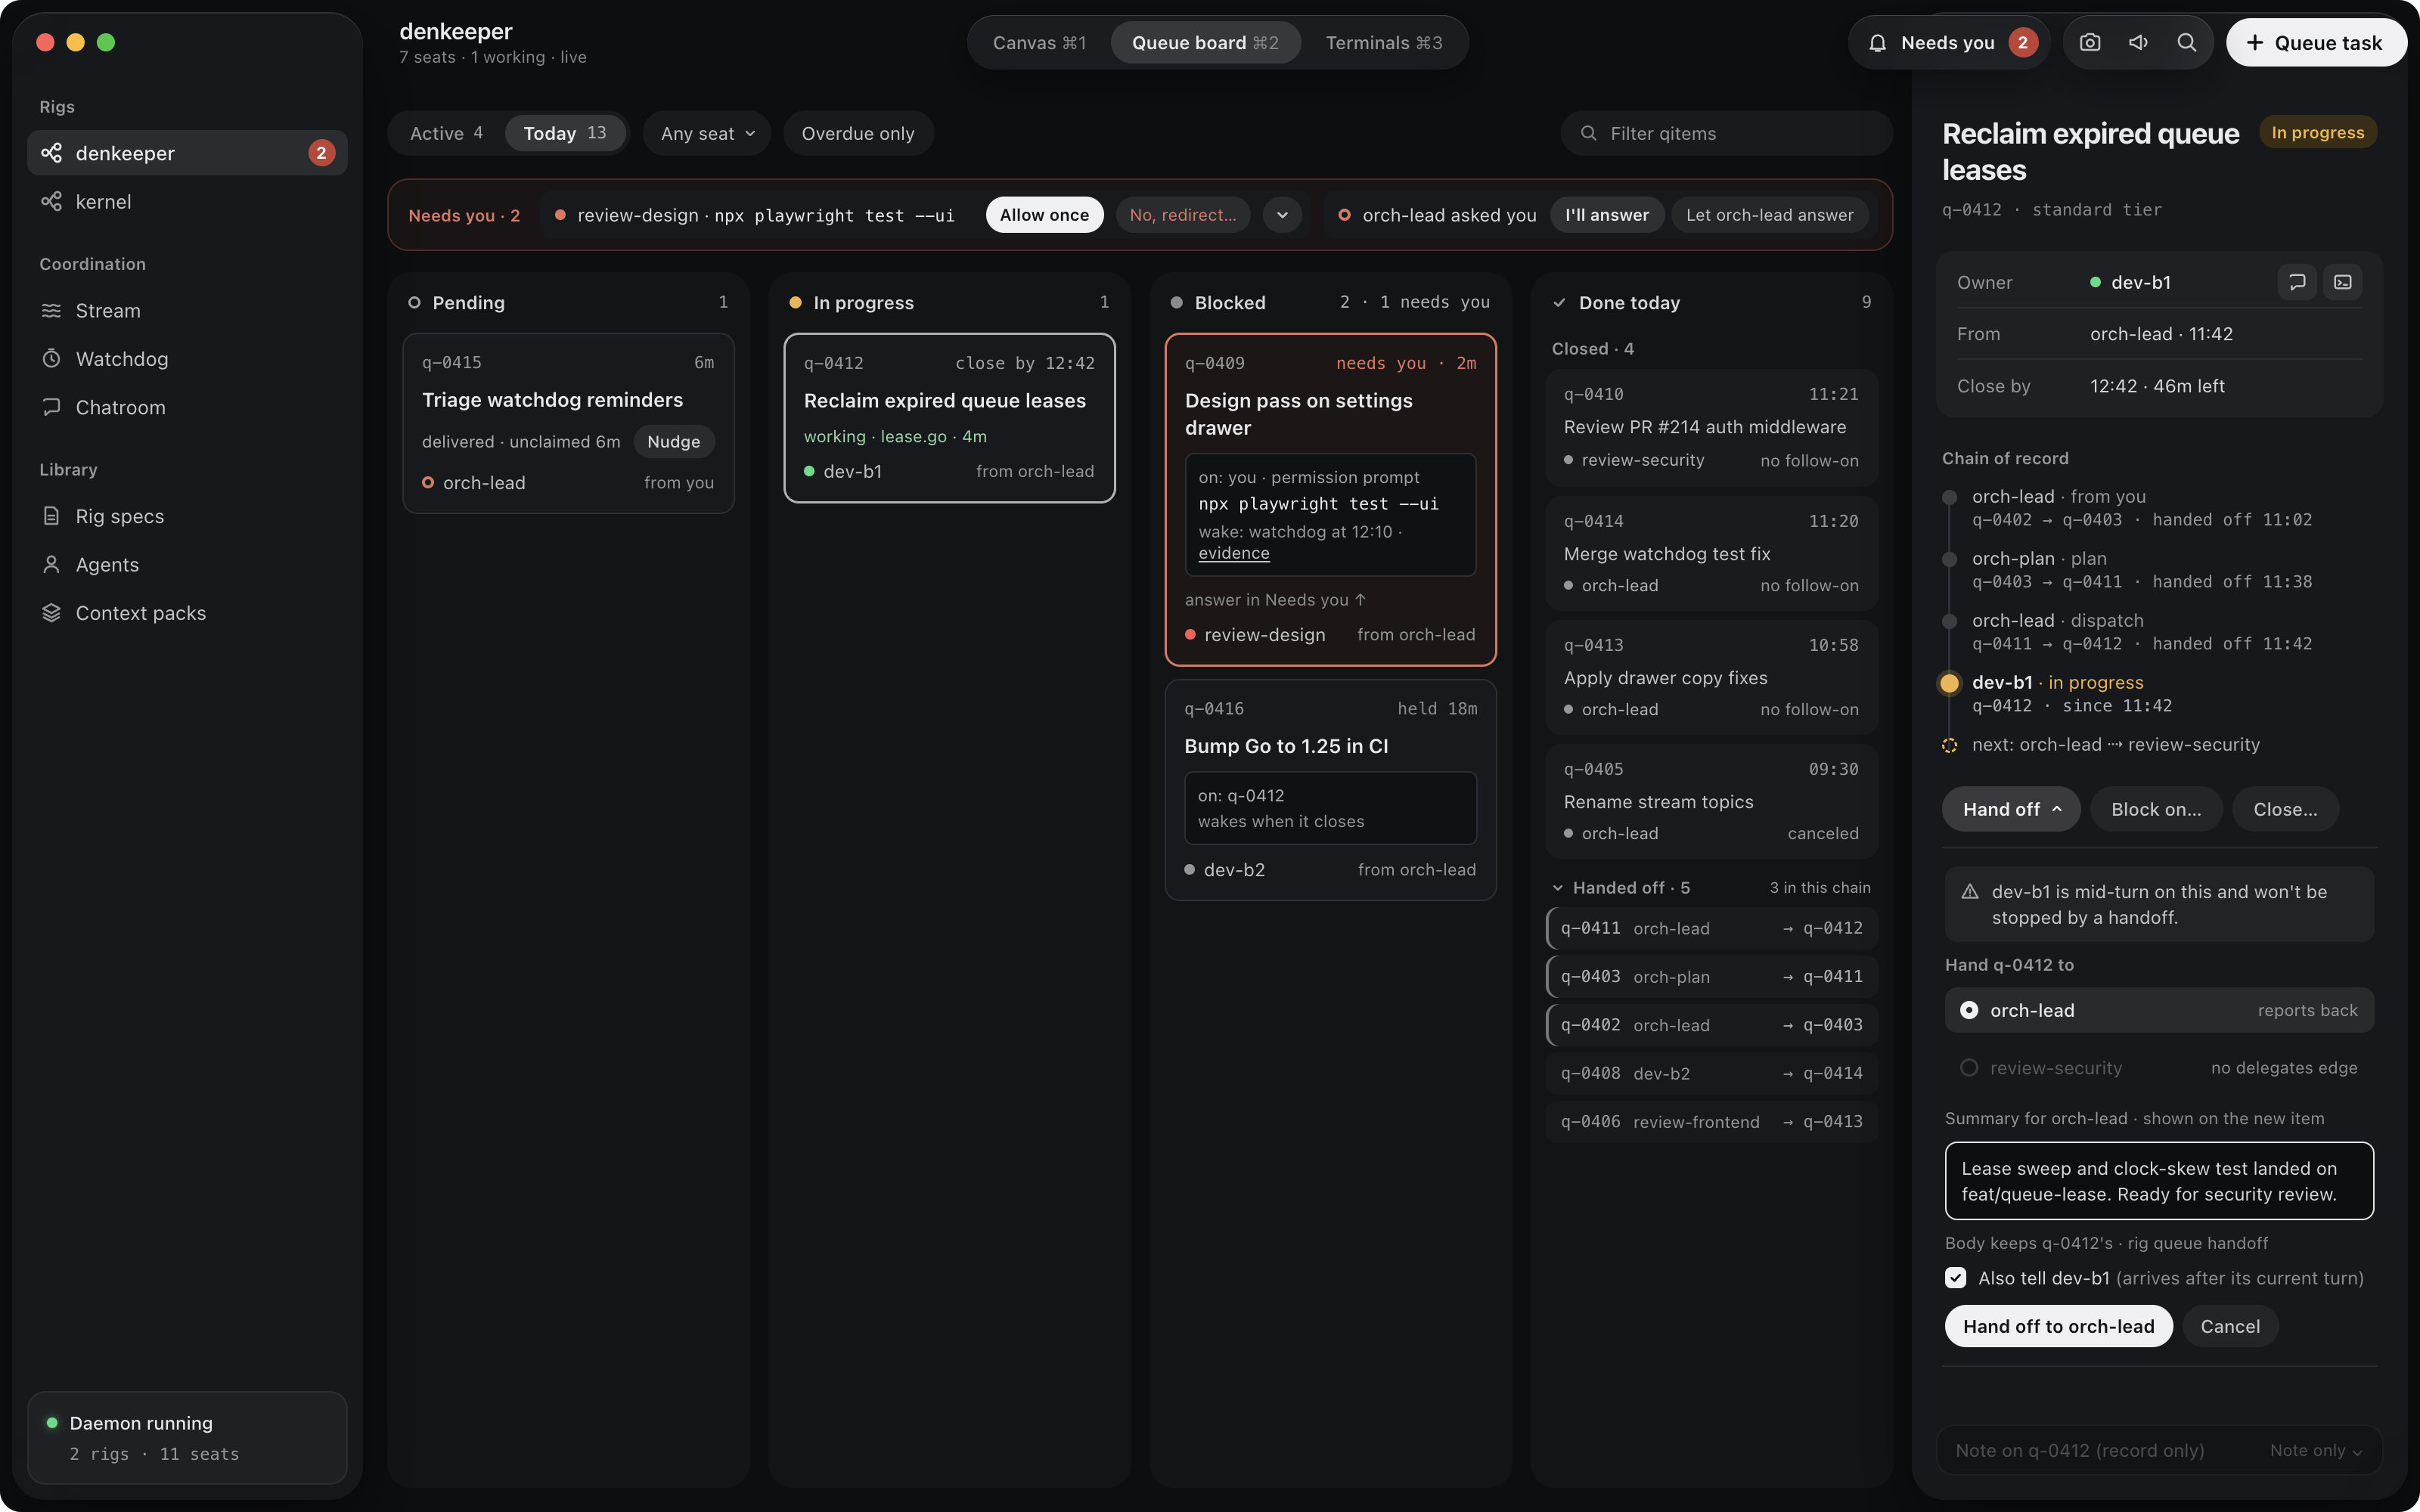 denkeeper
7 seats · 1 working · live
Canvas ⌘1
Queue board ⌘2
Terminals ⌘3
Needs you 2
Queue task
Rigs
denkeeper 2
kernel
Coordination
Stream
Watchdog
Chatroom
Library
Rig specs
Agents
Context packs
Daemon running
2 rigs · 11 seats
Active 4
Today 13
Any seat
Overdue only
Filter qitems
Needs you · 2
review-design · npx playwright test --ui
Allow once
No, redirect...
orch-lead asked you
I'll answer
Let orch-lead answer
Pending 1
q-0415 6m
Triage watchdog reminders
delivered · unclaimed 6m Nudge
orch-lead from you
In progress 1
q-0412 close by 12:42
Reclaim expired queue leases
working · lease.go · 4m
dev-b1 from orch-lead
Blocked 2 · 1 needs you
q-0409 needs you · 2m
Design pass on settings
drawer
on: you · permission prompt
npx playwright test --ui
wake: watchdog at 12:10 ·
evidence
answer in Needs you ↑
review-design from orch-lead
q-0416 held 18m
Bump Go to 1.25 in CI
on: q-0412
wakes when it closes
dev-b2 from orch-lead
Done today 9
Closed · 4
q-0410 11:21
Review PR #214 auth middleware
review-security no follow-on
q-0414 11:20
Merge watchdog test fix
orch-lead no follow-on
q-0413 10:58
Apply drawer copy fixes
orch-lead no follow-on
q-0405 09:30
Rename stream topics
orch-lead canceled
Handed off · 5 3 in this chain
q-0411 orch-lead → q-0412
q-0403 orch-plan → q-0411
q-0402 orch-lead → q-0403
q-0408 dev-b2 → q-0414
q-0406 review-frontend → q-0413
Reclaim expired queue
leases
In progress
q-0412 · standard tier
Owner dev-b1
From orch-lead · 11:42
Close by 12:42 · 46m left
Chain of record
orch-lead · from you
q-0402 → q-0403 · handed off 11:02
orch-plan · plan
q-0403 → q-0411 · handed off 11:38
orch-lead · dispatch
q-0411 → q-0412 · handed off 11:42
dev-b1 · in progress
q-0412 · since 11:42
next: orch-lead ⇢ review-security
Hand off
Block on...
Close...
dev-b1 is mid-turn on this and won't be
stopped by a handoff.
Hand q-0412 to
orch-lead reports back
review-security no delegates edge
Summary for orch-lead · shown on the new item
Lease sweep and clock-skew test landed on
feat/queue-lease. Ready for security review.
Body keeps q-0412's · rig queue handoff
Also tell dev-b1 (arrives after its current turn)
Hand off to orch-lead
Cancel
Note on q-0412 (record only) Note only